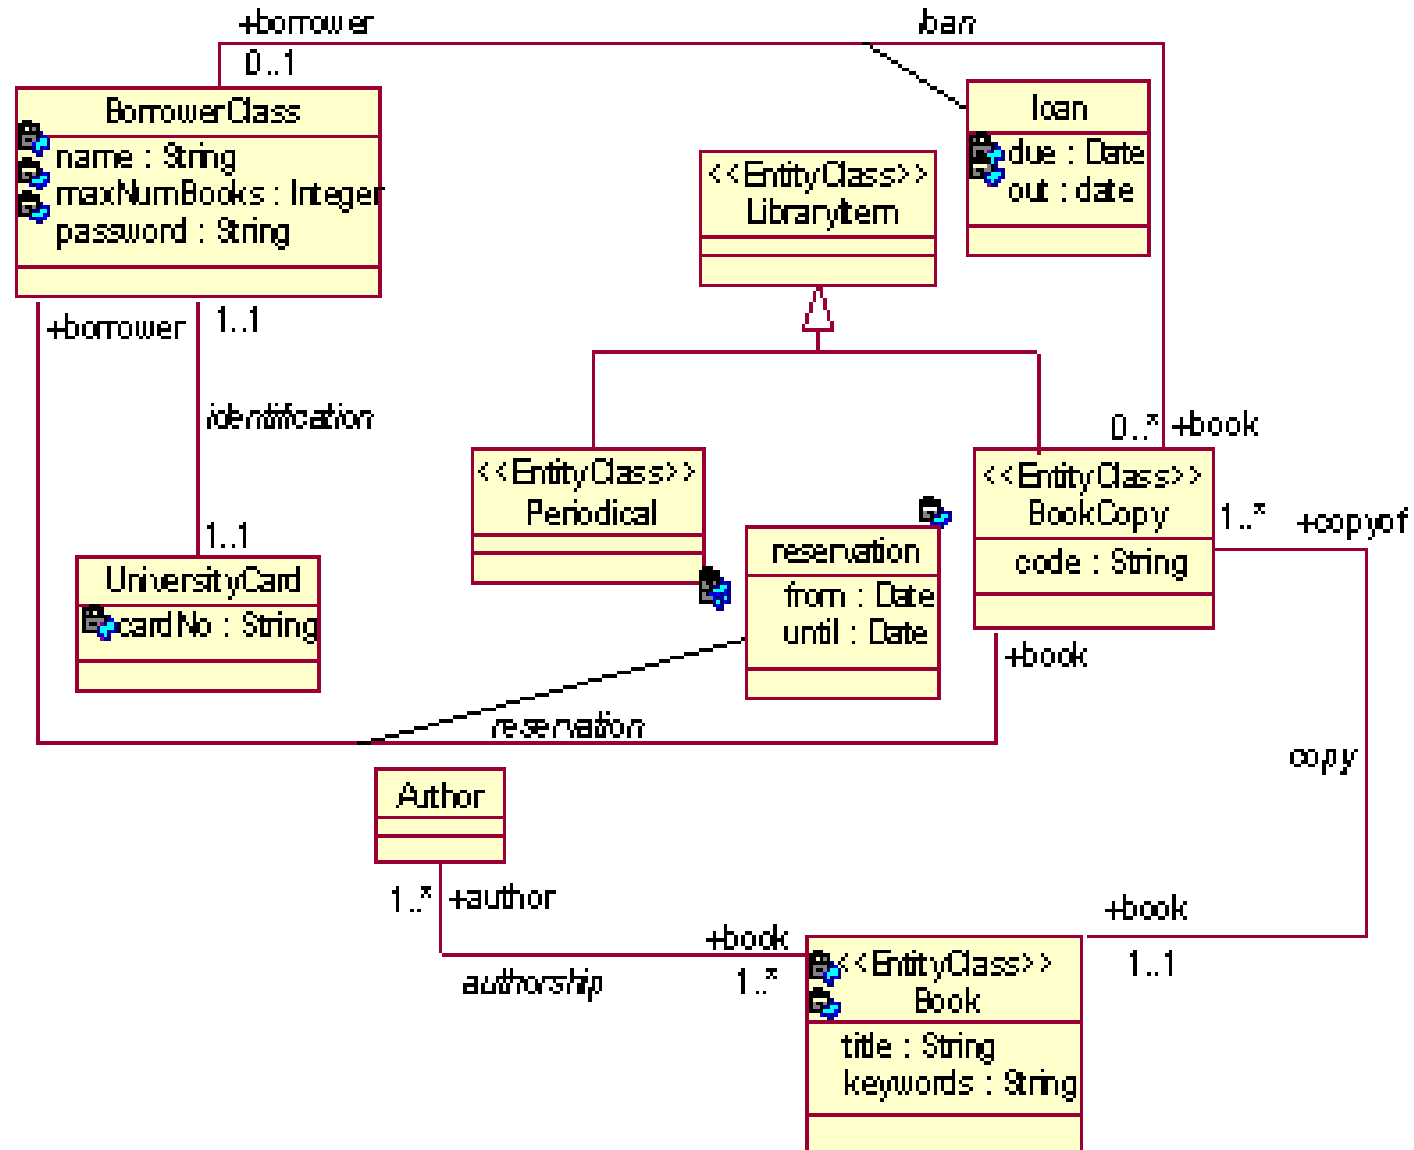 +borrower
loan
0..1
BorrowerClass
name : String
maxNumBooks : Integer
password : String
loan
due : Date
out : date
<<EntityClass>>
LibraryItem
+borrower
1..1
identification
0..*
+book
<<EntityClass>>
Periodical
<<EntityClass>>
BookCopy
code : String
1..*
+copyof
1..1
UniversityCard
cardNo : String
reservation
from : Date
until : Date
+book
reservation
copy
Author
1..*
+author
+book
authorship
1..*
+book
1..1
<<EntityClass>>
Book
title : String
keywords : String